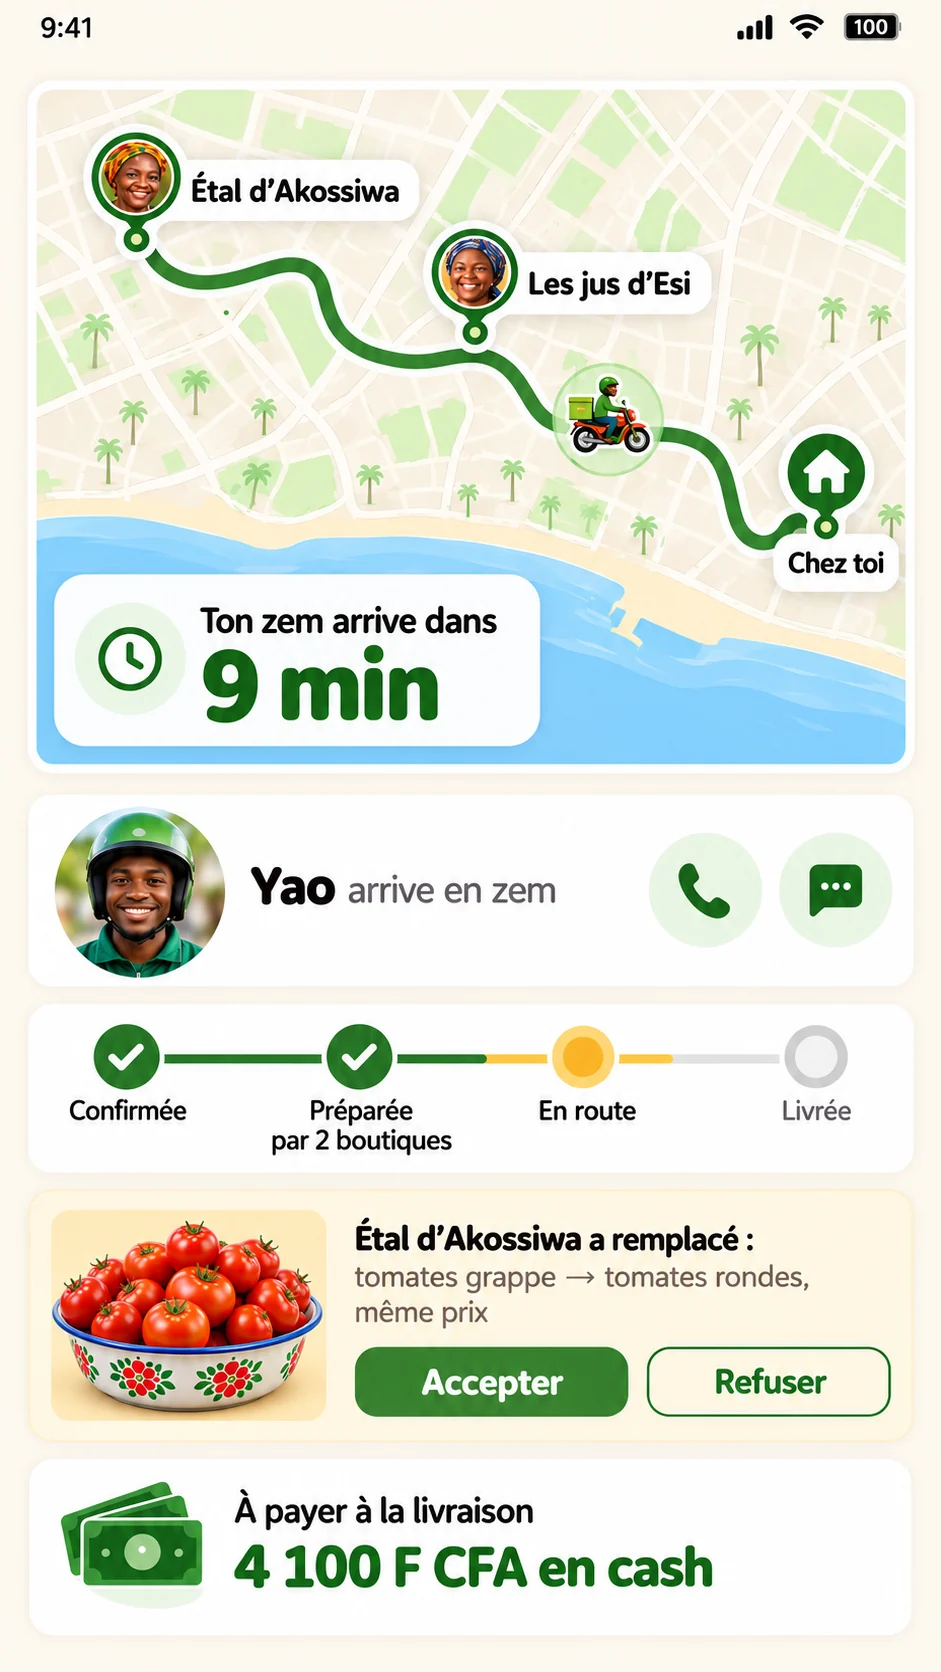 9:41
100
Étal d’Akossiwa
Les jus d’Esi
Chez toi
Ton zem arrive dans
9 min
Yao arrive en zem
Confirmée
Préparée
par 2 boutiques
En route
Livrée
Étal d’Akossiwa a remplacé :
tomates grappe → tomates rondes,
même prix
Accepter
Refuser
À payer à la livraison
4 100 F CFA en cash